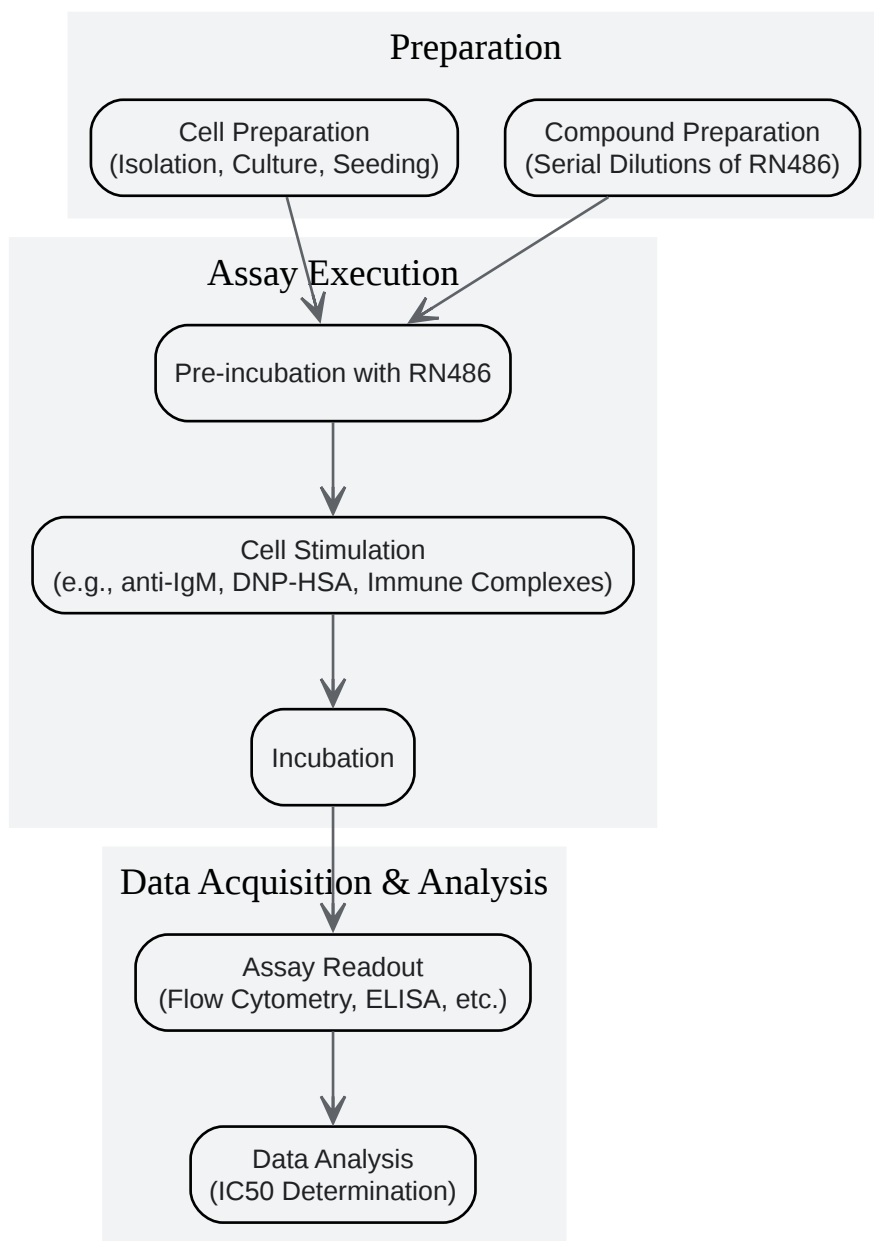 Preparation
Cell Preparation
(Isolation, Culture, Seeding)
Compound Preparation
(Serial Dilutions of RN486)
Assay Execution
Pre-incubation with RN486
Cell Stimulation
(e.g., anti-IgM, DNP-HSA, Immune Complexes)
Incubation
Data Acquisition & Analysis
Assay Readout
(Flow Cytometry, ELISA, etc.)
Data Analysis
(IC50 Determination)